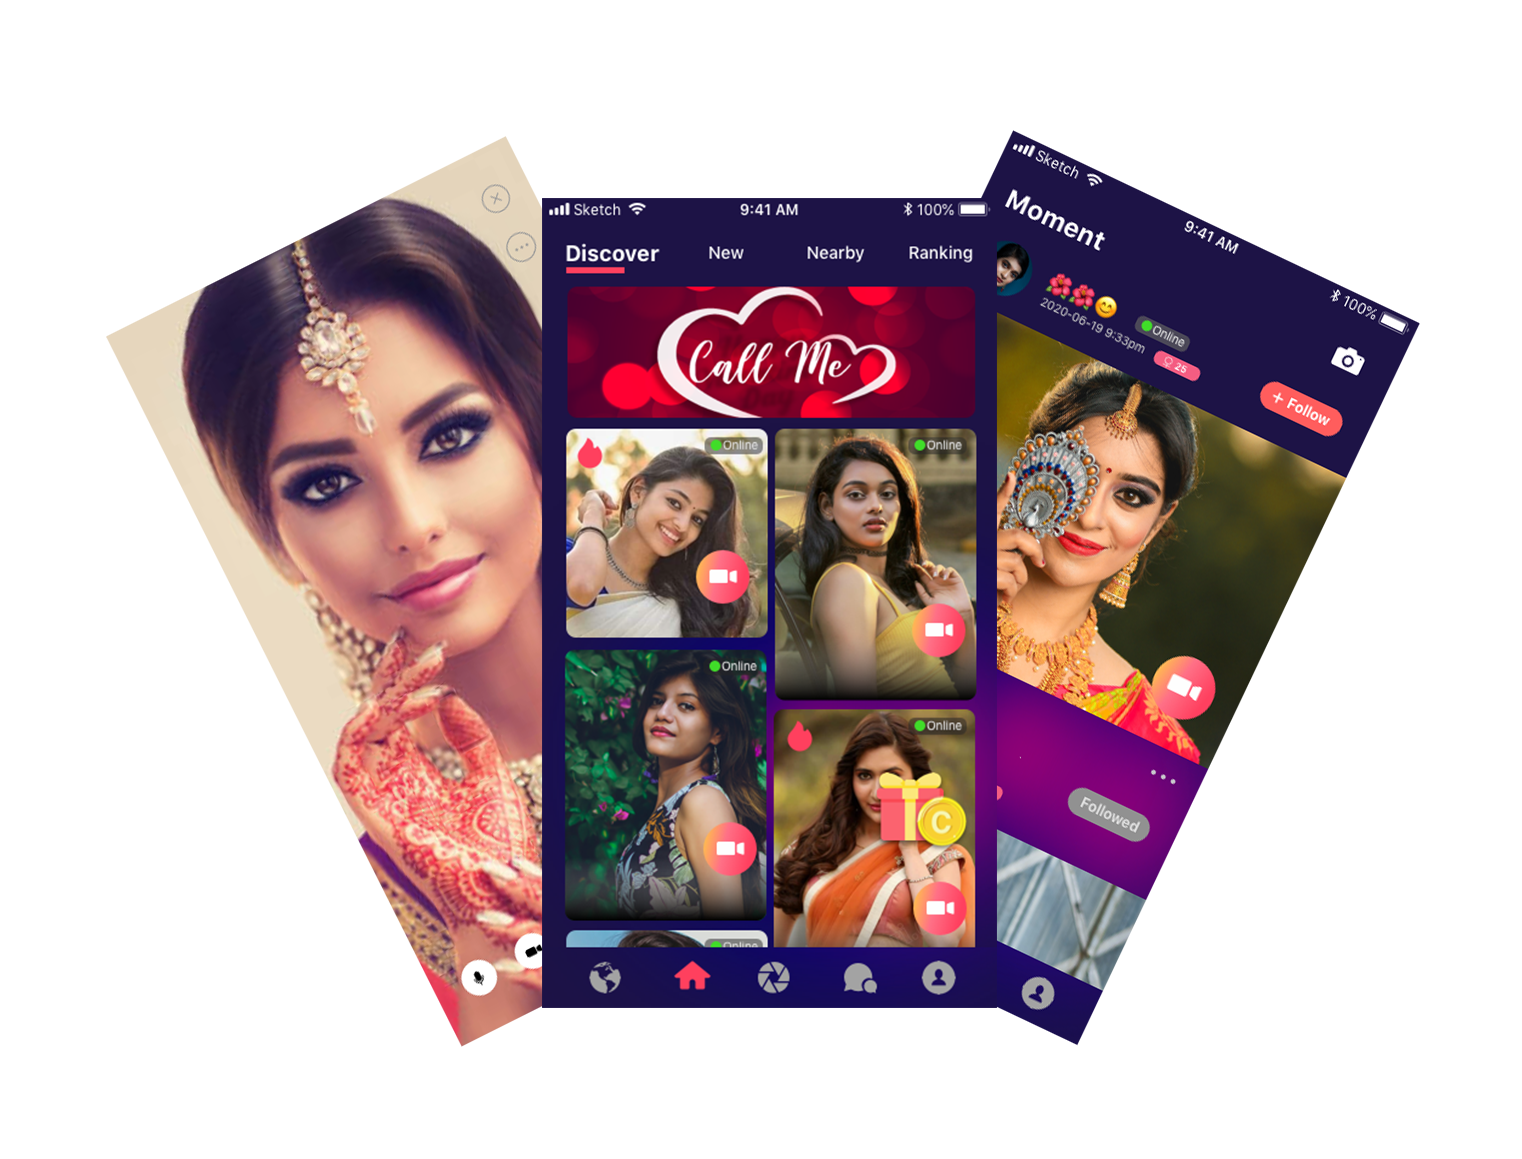 Sketch 9:41 AM 100%
Discover New Nearby Ranking
Call Me
Online
Online
Online
Online
Online
C
Sketch 9:41 AM 100%
Moment
2020-06-19 9:33pm
Online
♀ 25
+ Follow
Followed